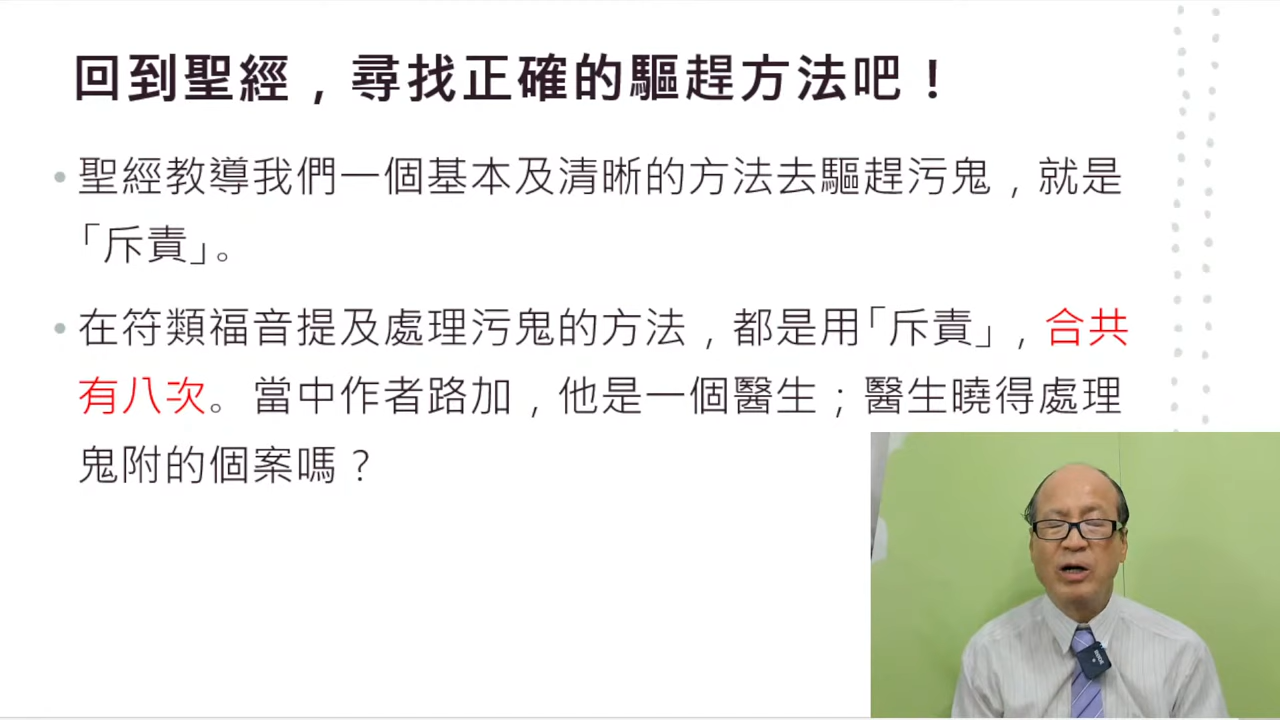 回到聖經，尋找正確的驅趕方法吧！
• 聖經教導我們一個基本及清晰的方法去驅趕污鬼，就是
「斥責」。
• 在符類福音提及處理污鬼的方法，都是用「斥責」，合共
有八次。當中作者路加，他是一個醫生；醫生曉得處理
鬼附的個案嗎？